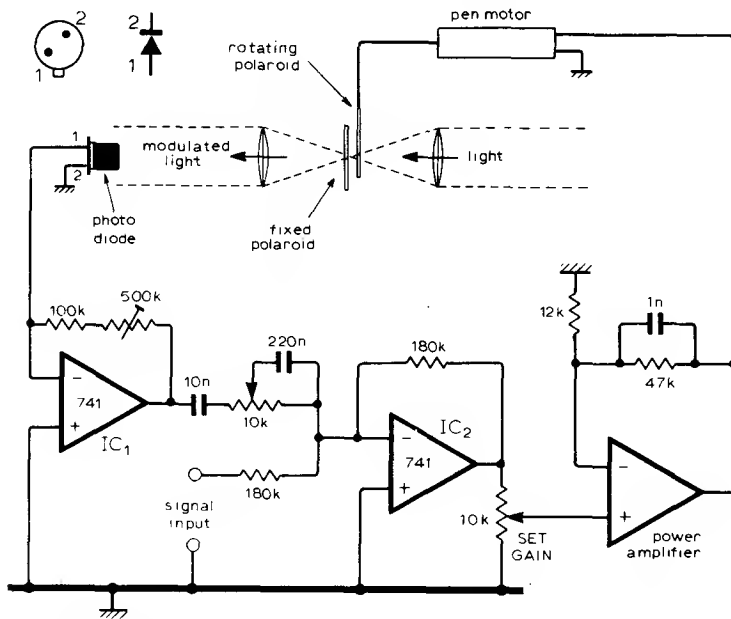 2
1
2
1
pen motor
rotating
polaroid
1
2
modulated
light
light
photo
diode
fixed
polaroid
100k
500k
220n
180k
12k
1n
47k
10n
741
IC1
10k
741
IC2
180k
signal
input
10k
SET
GAIN
power
amplifier